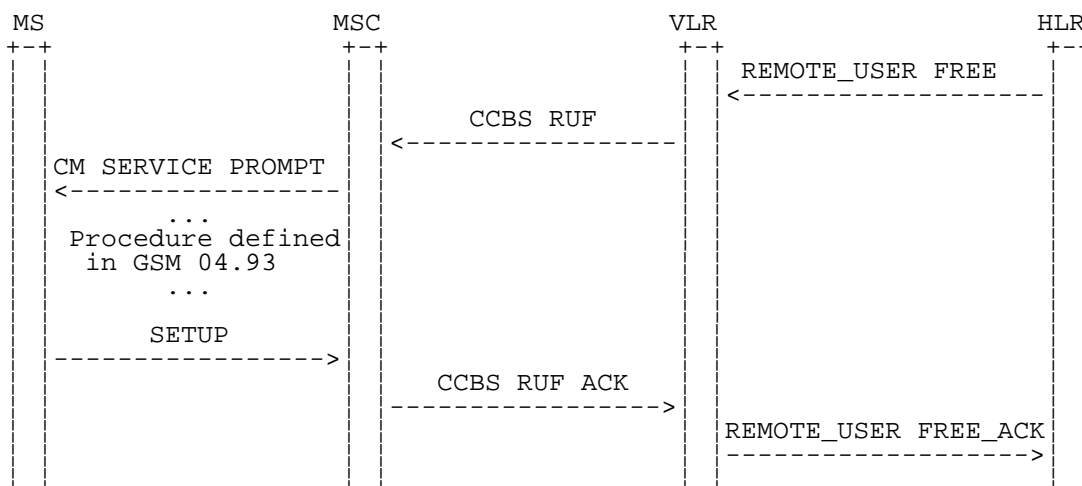 MS MSC VLR HLR
REMOTE_USER FREE
CCBS RUF
CM SERVICE PROMPT
...
Procedure defined
in GSM 04.93
...
SETUP
CCBS RUF ACK
REMOTE_USER FREE_ACK